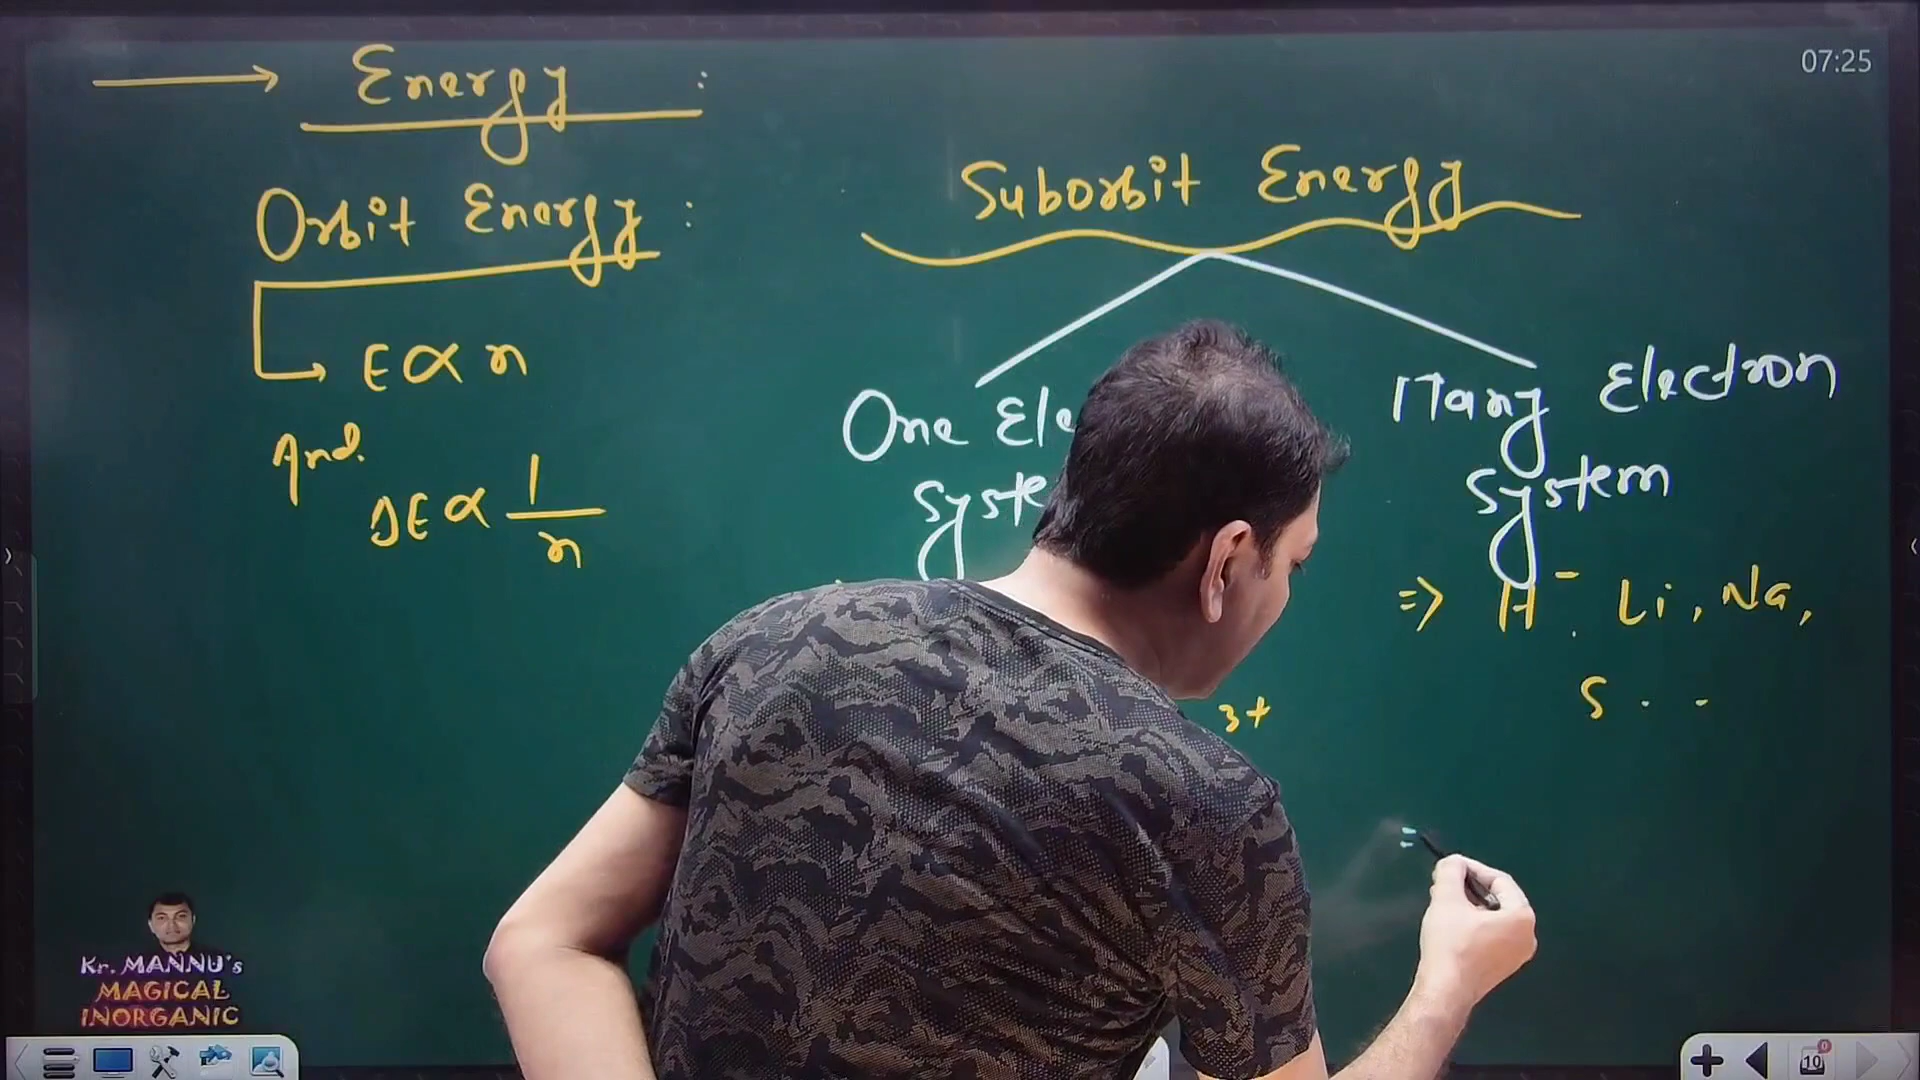 07:25
→ Energy :
Orbit Energy :
E ∝ n
And.
ΔE ∝ 1/n
Suborbit Energy
One Ele
Syste
3+
Many Electron
System
⇒ H⁻, Li, Na,
S . .
=
Kr. MANNU's
MAGICAL
INORGANIC
10
0